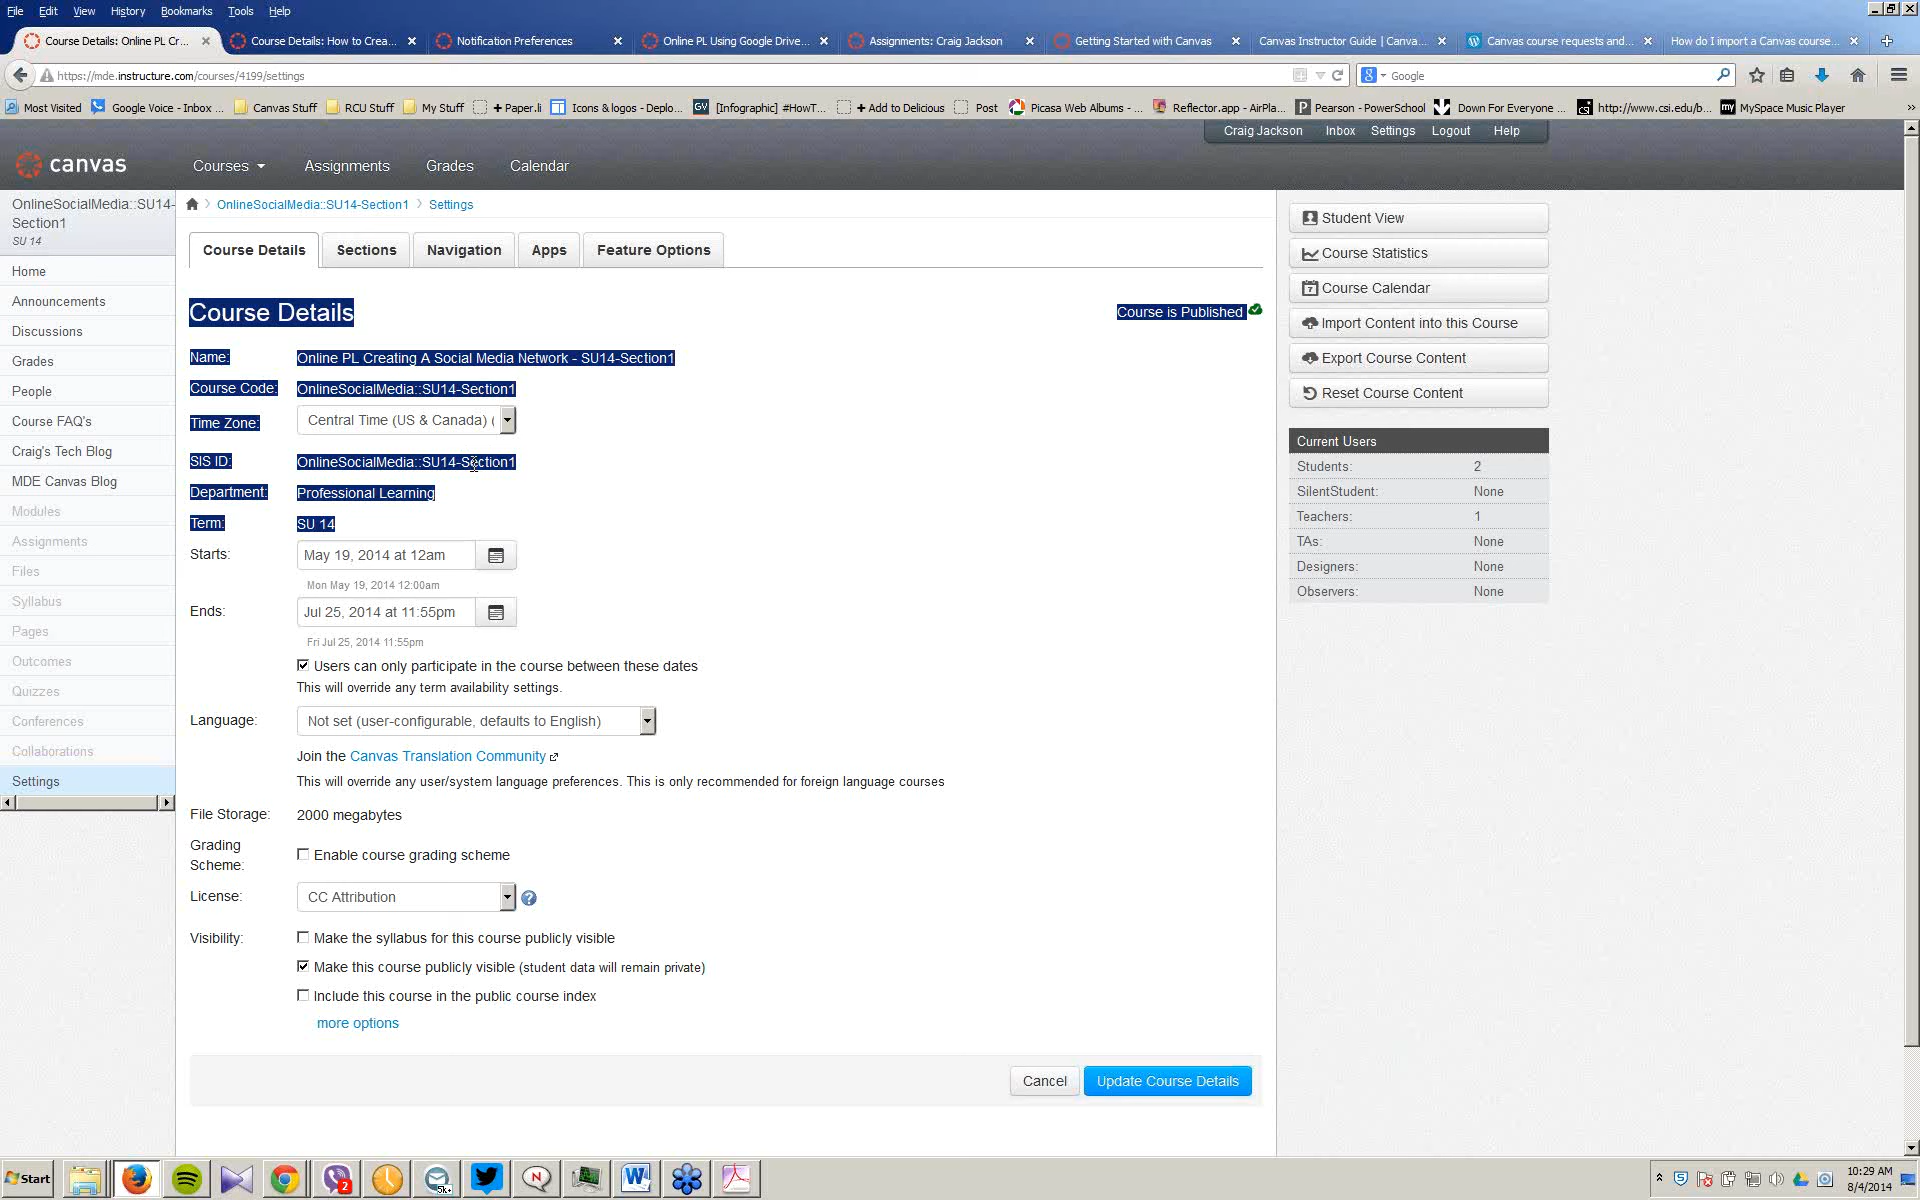 File Edit View History Bookmarks Tools Help
Course Details: Online PL Cr... Course Details: How to Crea... Notification Preferences Online PL Using Google Drive... Assignments: Craig Jackson Getting Started with Canvas Canvas Instructor Guide | Canva... Canvas course requests and... How do I import a Canvas course...
https://mde.instructure.com/courses/4199/settings Google
Most Visited Google Voice - Inbox ... Canvas Stuff RCU Stuff My Stuff + Paper.li Icons & logos - Deplo... [Infographic] #HowT... + Add to Delicious Post Picasa Web Albums - ... Reflector.app - AirPla... Pearson - PowerSchool Down For Everyone ... http://www.csi.edu/b... MySpace Music Player
Craig Jackson Inbox Settings Logout Help
canvas Courses Assignments Grades Calendar
OnlineSocialMedia::SU14-Section1
SU 14
Home
Announcements
Discussions
Grades
People
Course FAQ's
Craig's Tech Blog
MDE Canvas Blog
Modules
Assignments
Files
Syllabus
Pages
Outcomes
Quizzes
Conferences
Collaborations
Settings
OnlineSocialMedia::SU14-Section1 Settings
Course Details Sections Navigation Apps Feature Options
Course Details Course is Published
Name: Online PL Creating A Social Media Network - SU14-Section1
Course Code: OnlineSocialMedia::SU14-Section1
Time Zone: Central Time (US & Canada) (
SIS ID: OnlineSocialMedia::SU14-Section1
Department: Professional Learning
Term: SU 14
Starts: May 19, 2014 at 12am
Mon May 19, 2014 12:00am
Ends: Jul 25, 2014 at 11:55pm
Fri Jul 25, 2014 11:55pm
Users can only participate in the course between these dates
This will override any term availability settings.
Language: Not set (user-configurable, defaults to English)
Join the Canvas Translation Community
This will override any user/system language preferences. This is only recommended for foreign language courses
File Storage: 2000 megabytes
Grading Scheme: Enable course grading scheme
License: CC Attribution
Visibility: Make the syllabus for this course publicly visible
Make this course publicly visible (student data will remain private)
Include this course in the public course index
more options
Cancel Update Course Details
Student View
Course Statistics
Course Calendar
Import Content into this Course
Export Course Content
Reset Course Content
Current Users
Students: 2
SilentStudent: None
Teachers: 1
TAs: None
Designers: None
Observers: None
Start 2 5k+ 10:29 AM
8/4/2014